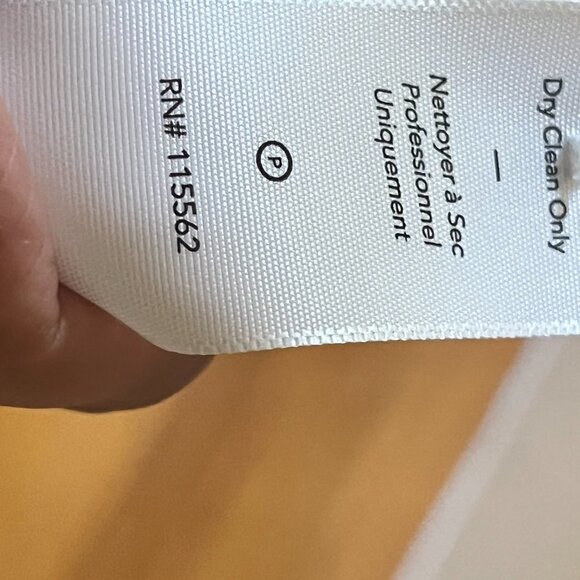 Dry Clean Only
—
Nettoyer à Sec
Professionnel
Uniquement
P
RN# 115562